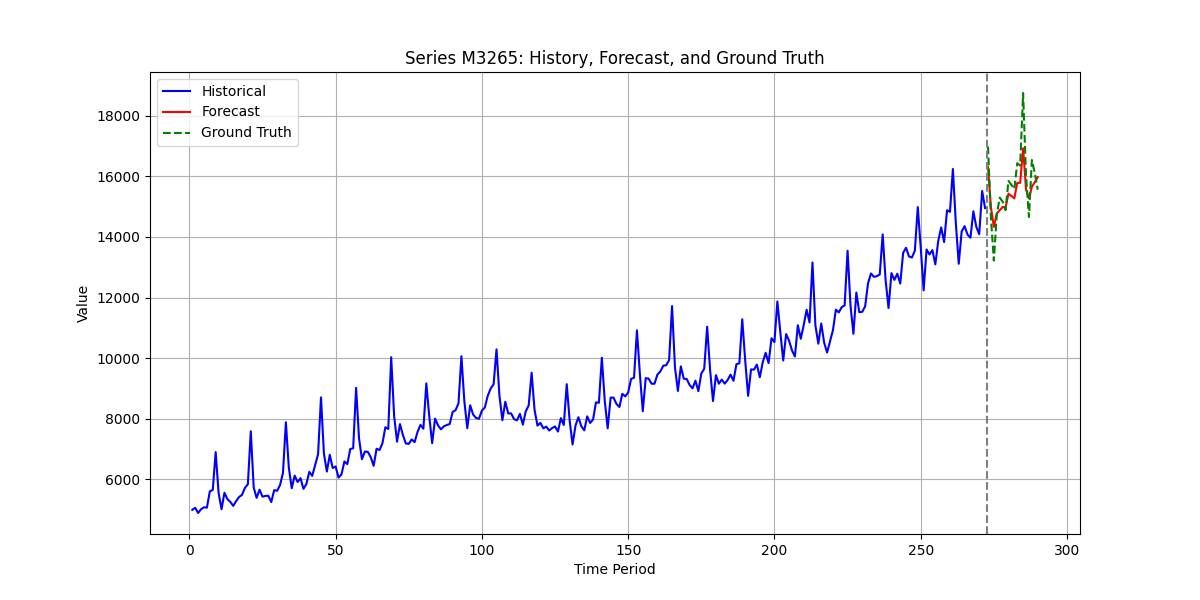 Series M3265: History, Forecast, and Ground Truth
Historical
Forecast
Ground Truth
18000
16000
14000
12000
10000
8000
6000
Value
0 50 100 150 200 250 300
Time Period